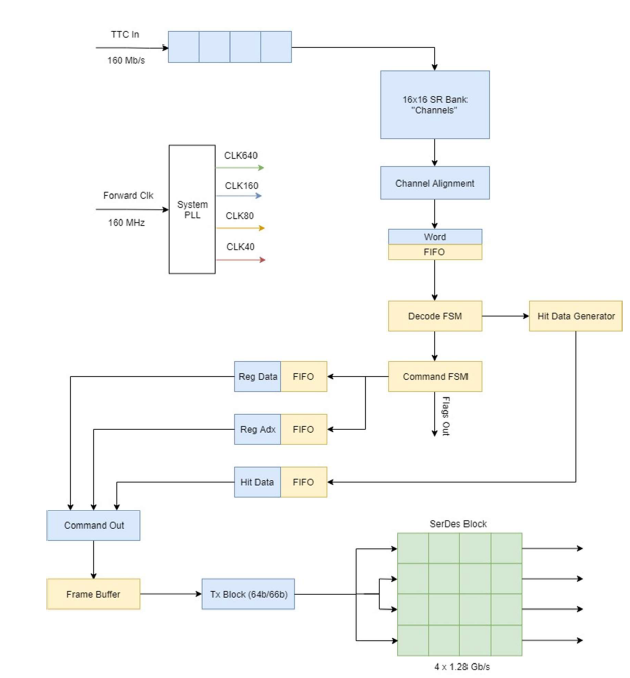 TTC In
160 Mb/s
16x16 SR Bank:
"Channels"
CLK640
CLK160
CLK80
CLK40
Forward Clk
160 MHz
System
PLL
Channel Alignment
Word
FIFO
Decode FSM
Hit Data Generator
Command FSM
Flags Out
Reg Data
FIFO
Reg Adx
FIFO
Hit Data
FIFO
Command Out
Frame Buffer
Tx Block (64b/66b)
SerDes Block
4 x 1.28 Gb/s